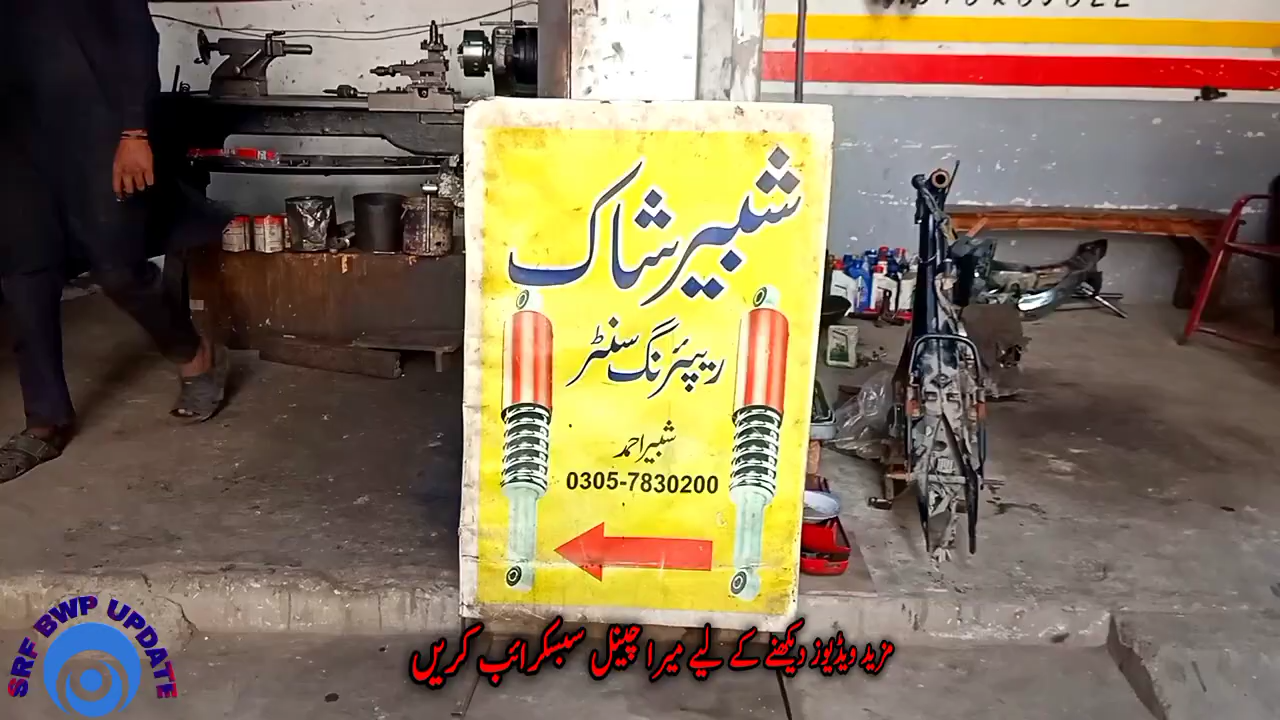 شبیر شاک
ریپئرنگ سنٹر
شبیر احمد
0305-7830200
مزید ویڈیوز دیکھنے کے لیے میرا چینل سبسکرائب کریں
SRF BWP UPDATE